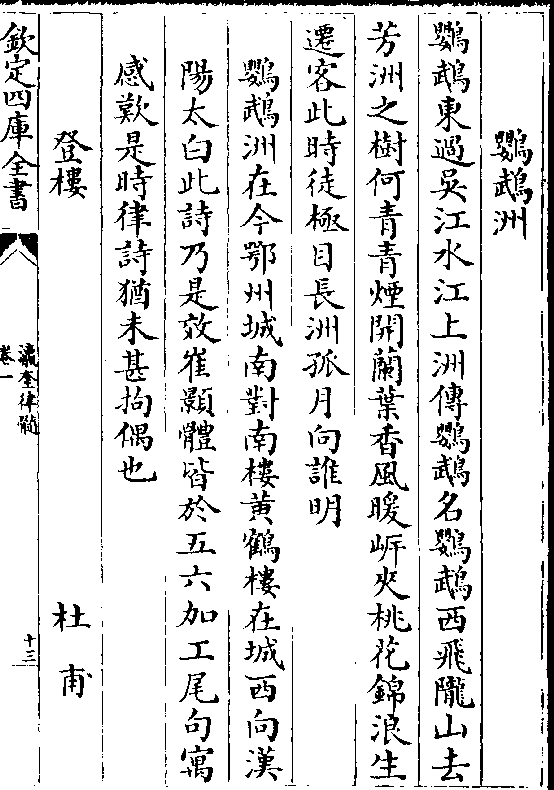 鸚鵡洲
鸚鵡東過吳江水江上洲傳鸚鵡名鸚鵡西飛隴山去
芳洲之樹何青青煙開蘭葉香風暖㟁夾桃花錦浪生
遷客此時徒極目長洲孤月向誰明
鸚鵡洲在今鄂州城南對南樓黃鶴樓在城西向漢
陽太白此詩乃是效崔顥體皆於五六加工尾句寓
感歎是時律詩猶未甚拘偶也
登樓 杜甫
欽定四庫全書
瀛奎律髓
卷一
十三